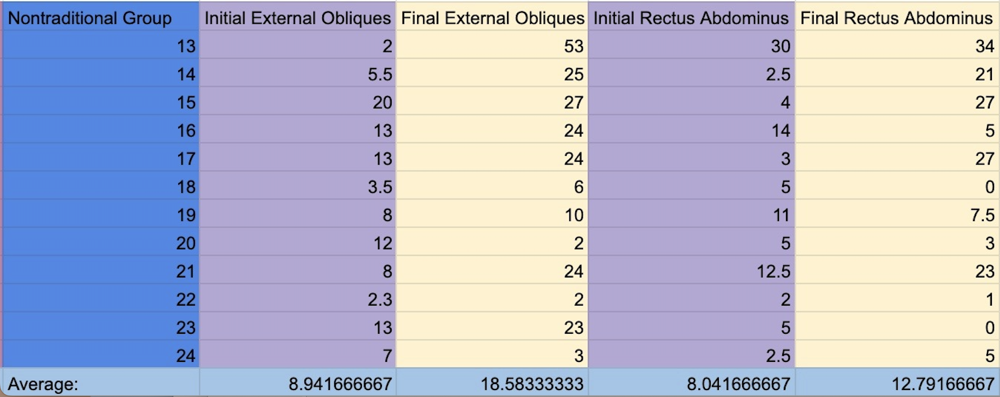 Nontraditional Group Initial External Obliques Final External Obliques Initial Rectus Abdominus Final Rectus Abdominus
13 2 53 30 34
14 5.5 25 2.5 21
15 20 27 4 27
16 13 24 14 5
17 13 24 3 27
18 3.5 6 5 0
19 8 10 11 7.5
20 12 2 5 3
21 8 24 12.5 23
22 2.3 2 2 1
23 13 23 5 0
24 7 3 2.5 5
Average: 8.941666667 18.58333333 8.041666667 12.79166667